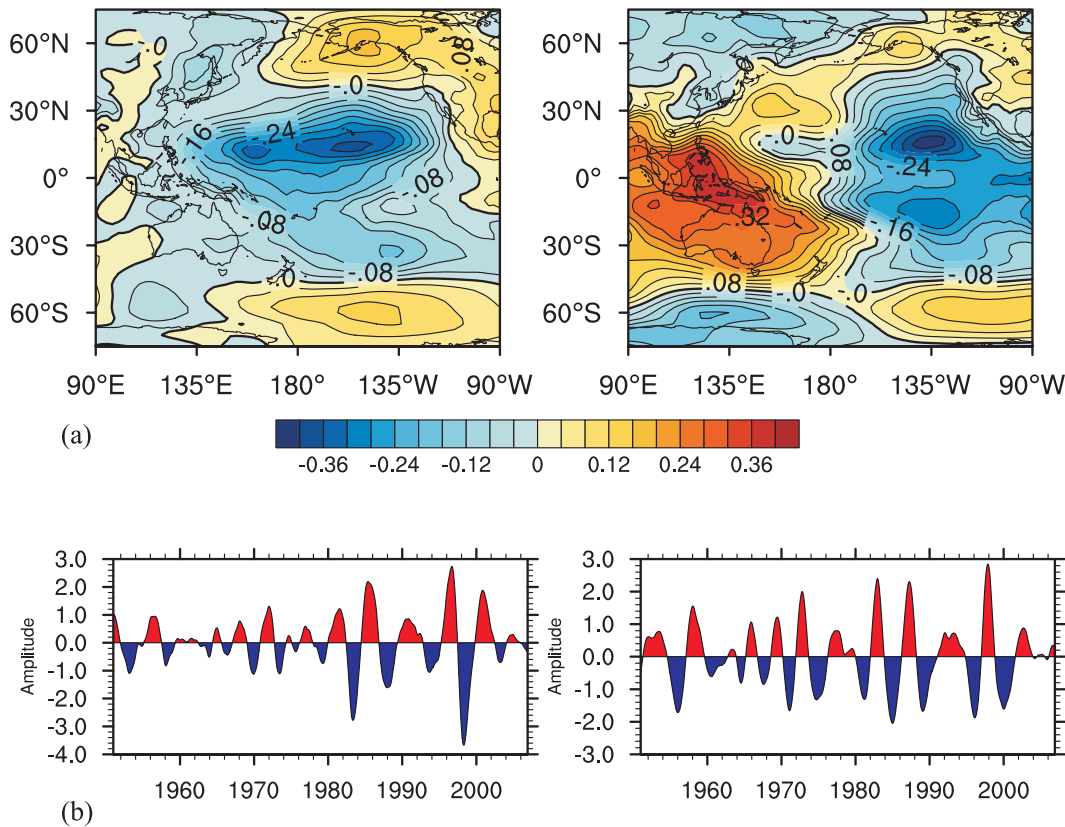 60°N 30°N 0° 30°S 60°S
-.0 .08 -.0 -.16 -.24 -.08 -.08 -.0 -.08
90°E 135°E 180° 135°W 90°W
60°N 30°N 0° 30°S 60°S
-.0 -.08 -.24 .32 -.16 -.08 .08 -.0 -.0
90°E 135°E 180° 135°W 90°W
(a)
-0.36 -0.24 -0.12 0 0.12 0.24 0.36
Amplitude
3.0 2.0 1.0 0.0 -1.0 -2.0 -3.0 -4.0
1960 1970 1980 1990 2000
Amplitude
3.0 2.0 1.0 0.0 -1.0 -2.0 -3.0
1960 1970 1980 1990 2000
(b)